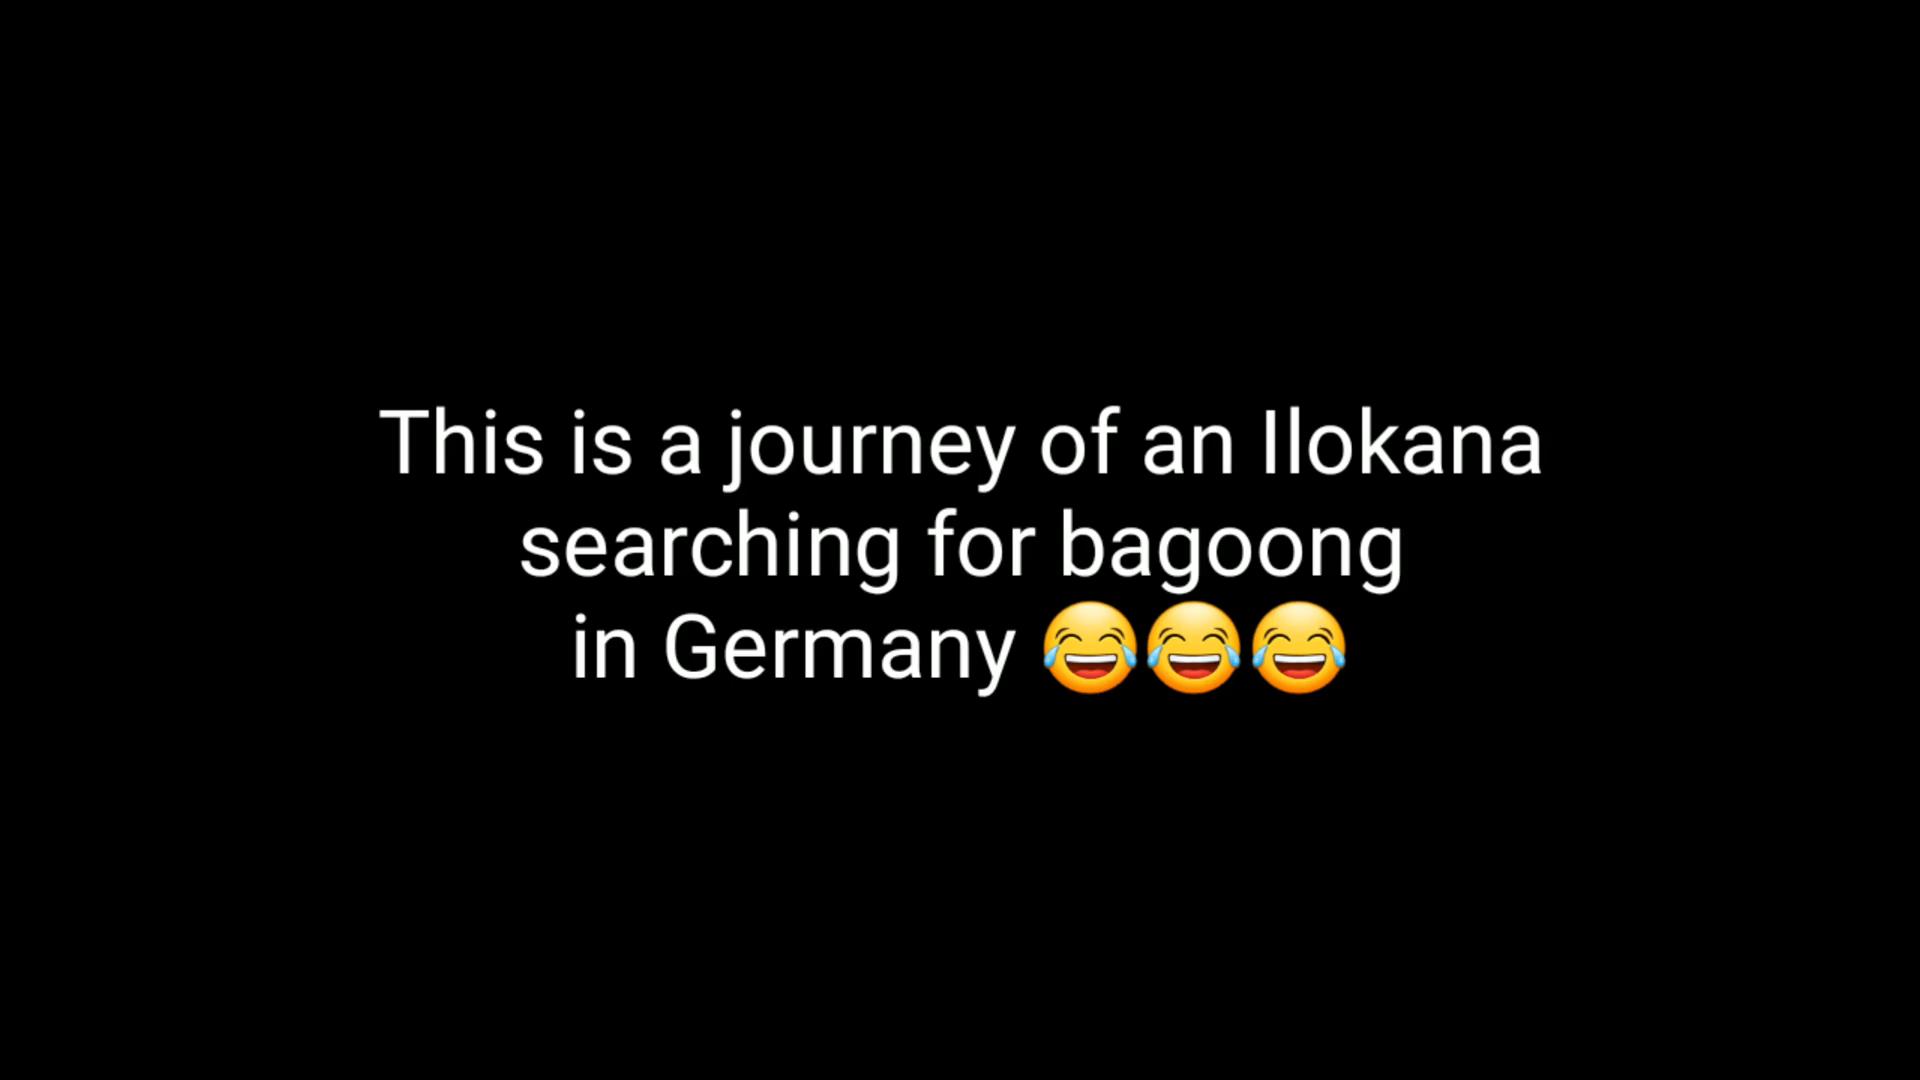 This is a journey of an Ilokana
searching for bagoong
in Germany 😂😂😂